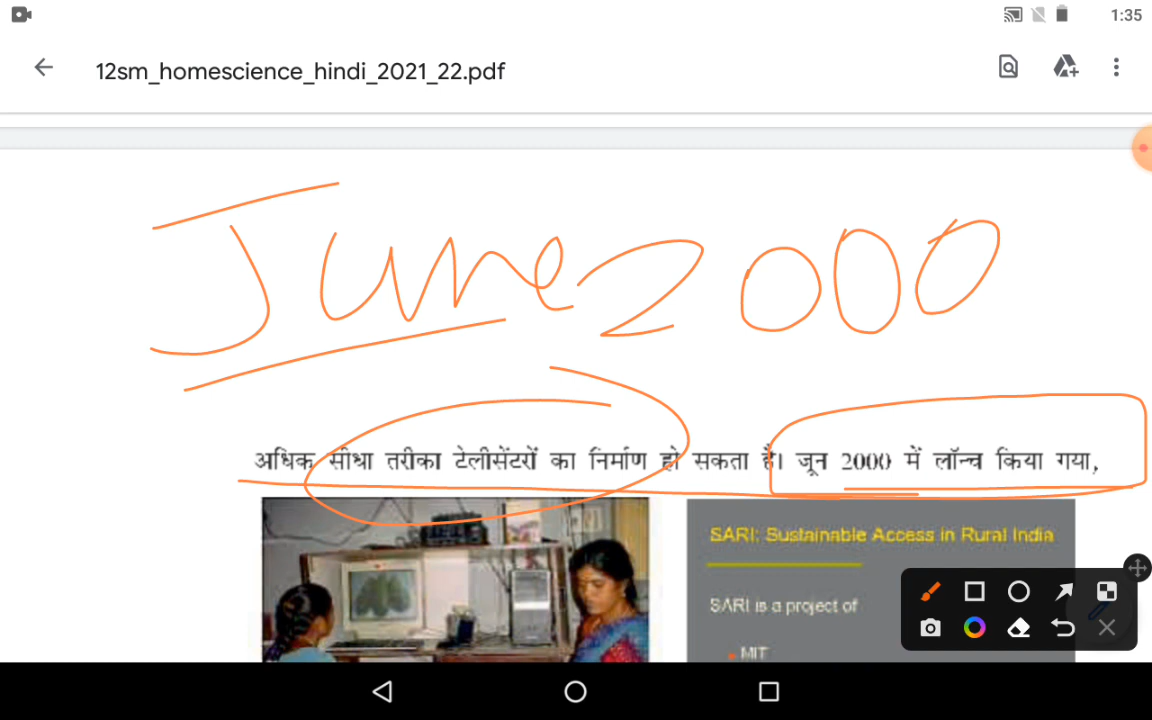 1:35
12sm_homescience_hindi_2021_22.pdf
June 2000
अधिक सीधा तरीका टेलीसेंटरों का निर्माण हो सकता है। जून 2000 में लॉन्च किया गया,
SARI: Sustainable Access in Rural India
SARI is a project of
MIT